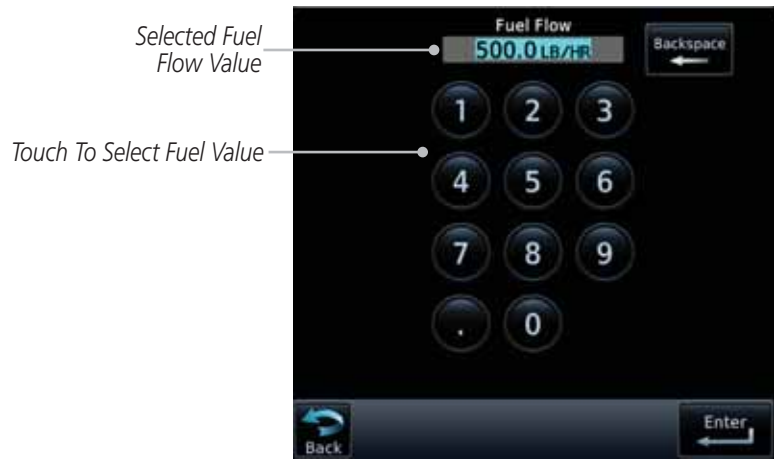 Selected Fuel
Flow Value
Fuel Flow
500.0 LB/HR
Backspace
1 2 3
Touch To Select Fuel Value
4 5 6
7 8 9
. 0
Back
Enter